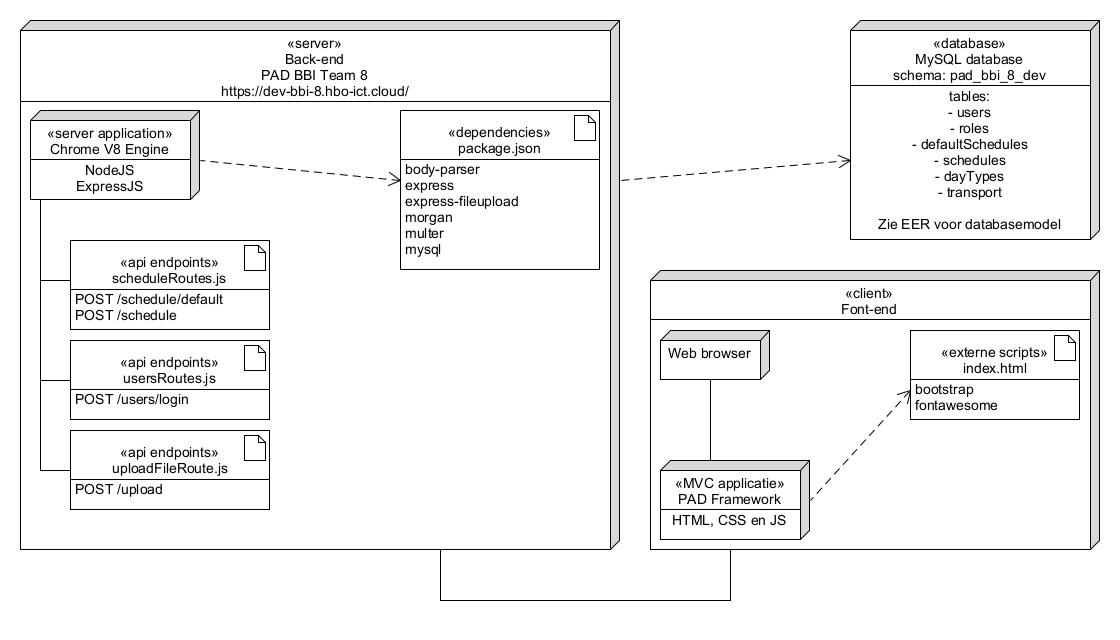 «server»
Back-end
PAD BBI Team 8
https://dev-bbi-8.hbo-ict.cloud/
«server application»
Chrome V8 Engine
NodeJS
ExpressJS
«dependencies»
package.json
body-parser
express
express-fileupload
morgan
multer
mysql
«api endpoints»
scheduleRoutes.js
POST /schedule/default
POST /schedule
«api endpoints»
usersRoutes.js
POST /users/login
«api endpoints»
uploadFileRoute.js
POST /upload
«database»
MySQL database
schema: pad_bbi_8_dev
tables:
- users
- roles
- defaultSchedules
- schedules
- dayTypes
- transport
Zie EER voor databasemodel
«client»
Font-end
Web browser
«externe scripts»
index.html
bootstrap
fontawesome
«MVC applicatie»
PAD Framework
HTML, CSS en JS